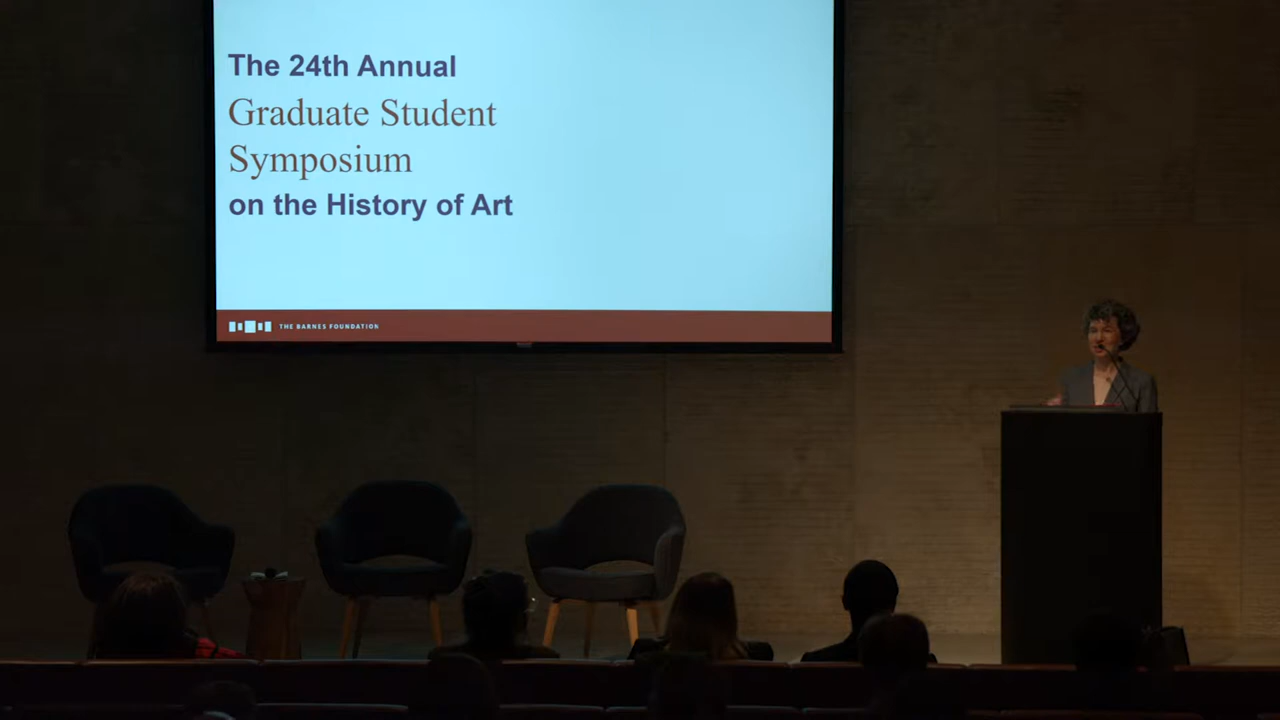 The 24th Annual
Graduate Student
Symposium
on the History of Art
THE BARNES FOUNDATION